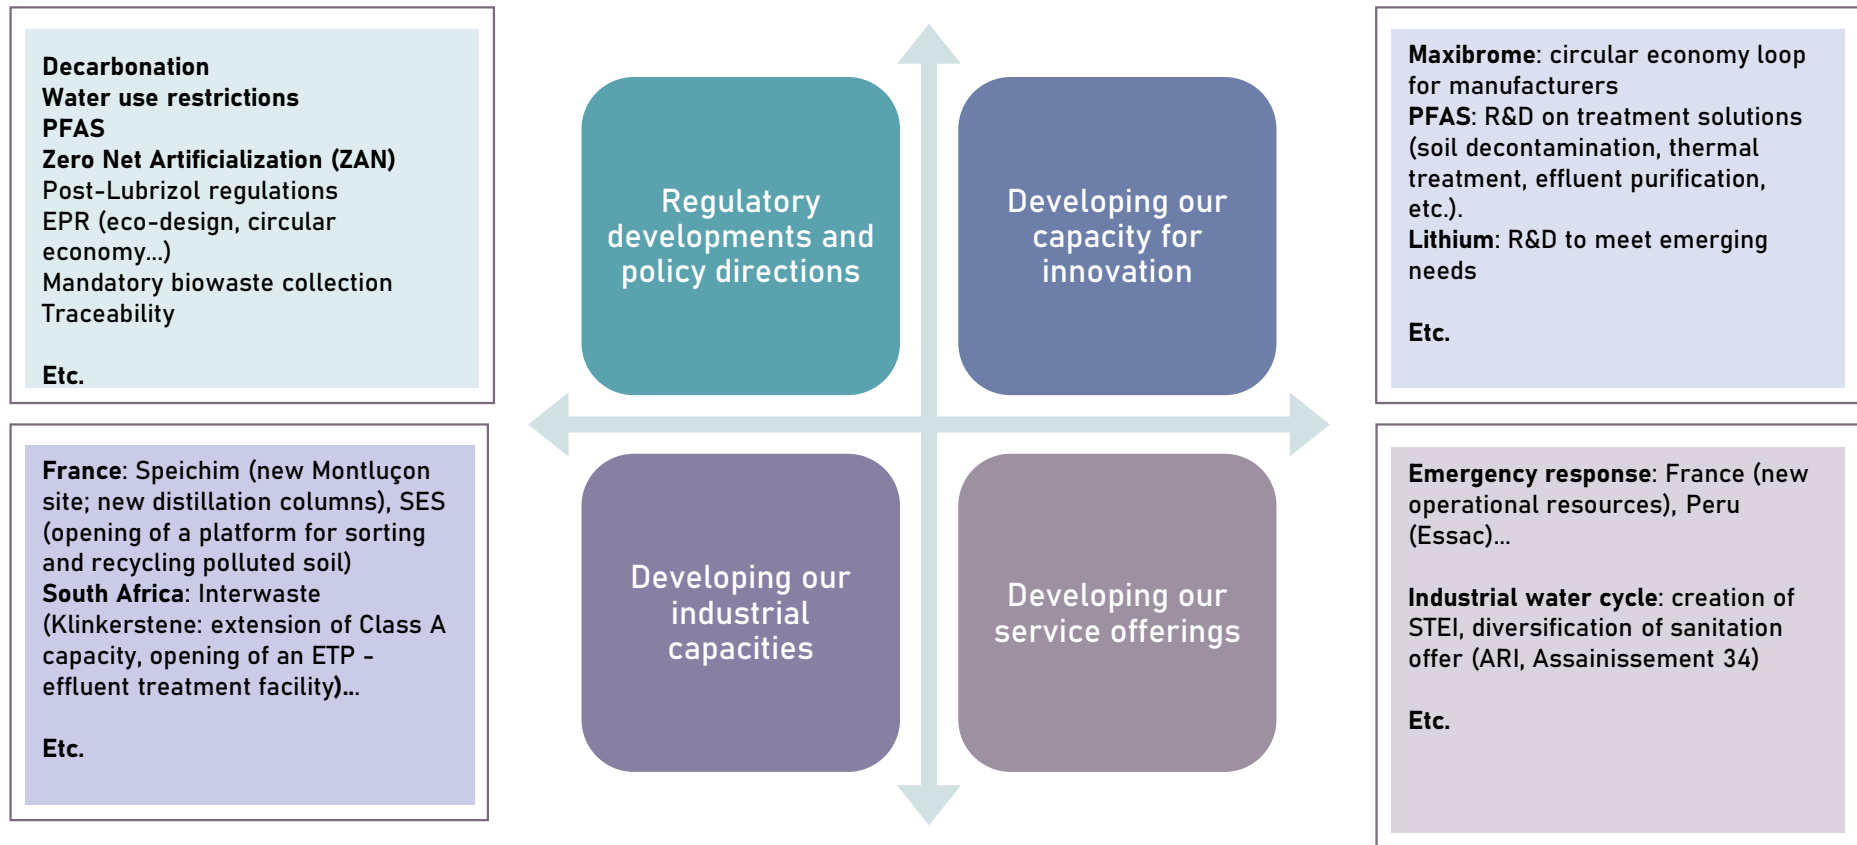 Decarbonation
Water use restrictions
PFAS
Zero Net Artificialization (ZAN)
Post-Lubrizol regulations
EPR (eco-design, circular
economy...)
Mandatory biowaste collection
Traceability
Etc.
Regulatory
developments and
policy directions
Developing our
capacity for
innovation
Maxibrome: circular economy loop
for manufacturers
PFAS: R&D on treatment solutions
(soil decontamination, thermal
treatment, effluent purification,
etc.).
Lithium: R&D to meet emerging
needs
Etc.
France: Speichim (new Montluçon
site; new distillation columns), SES
(opening of a platform for sorting
and recycling polluted soil)
South Africa: Interwaste
(Klinkerstene: extension of Class A
capacity, opening of an ETP -
effluent treatment facility)...
Etc.
Developing our
industrial
capacities
Developing our
service offerings
Emergency response: France (new
operational resources), Peru
(Essac)...
Industrial water cycle: creation of
STEI, diversification of sanitation
offer (ARI, Assainissement 34)
Etc.